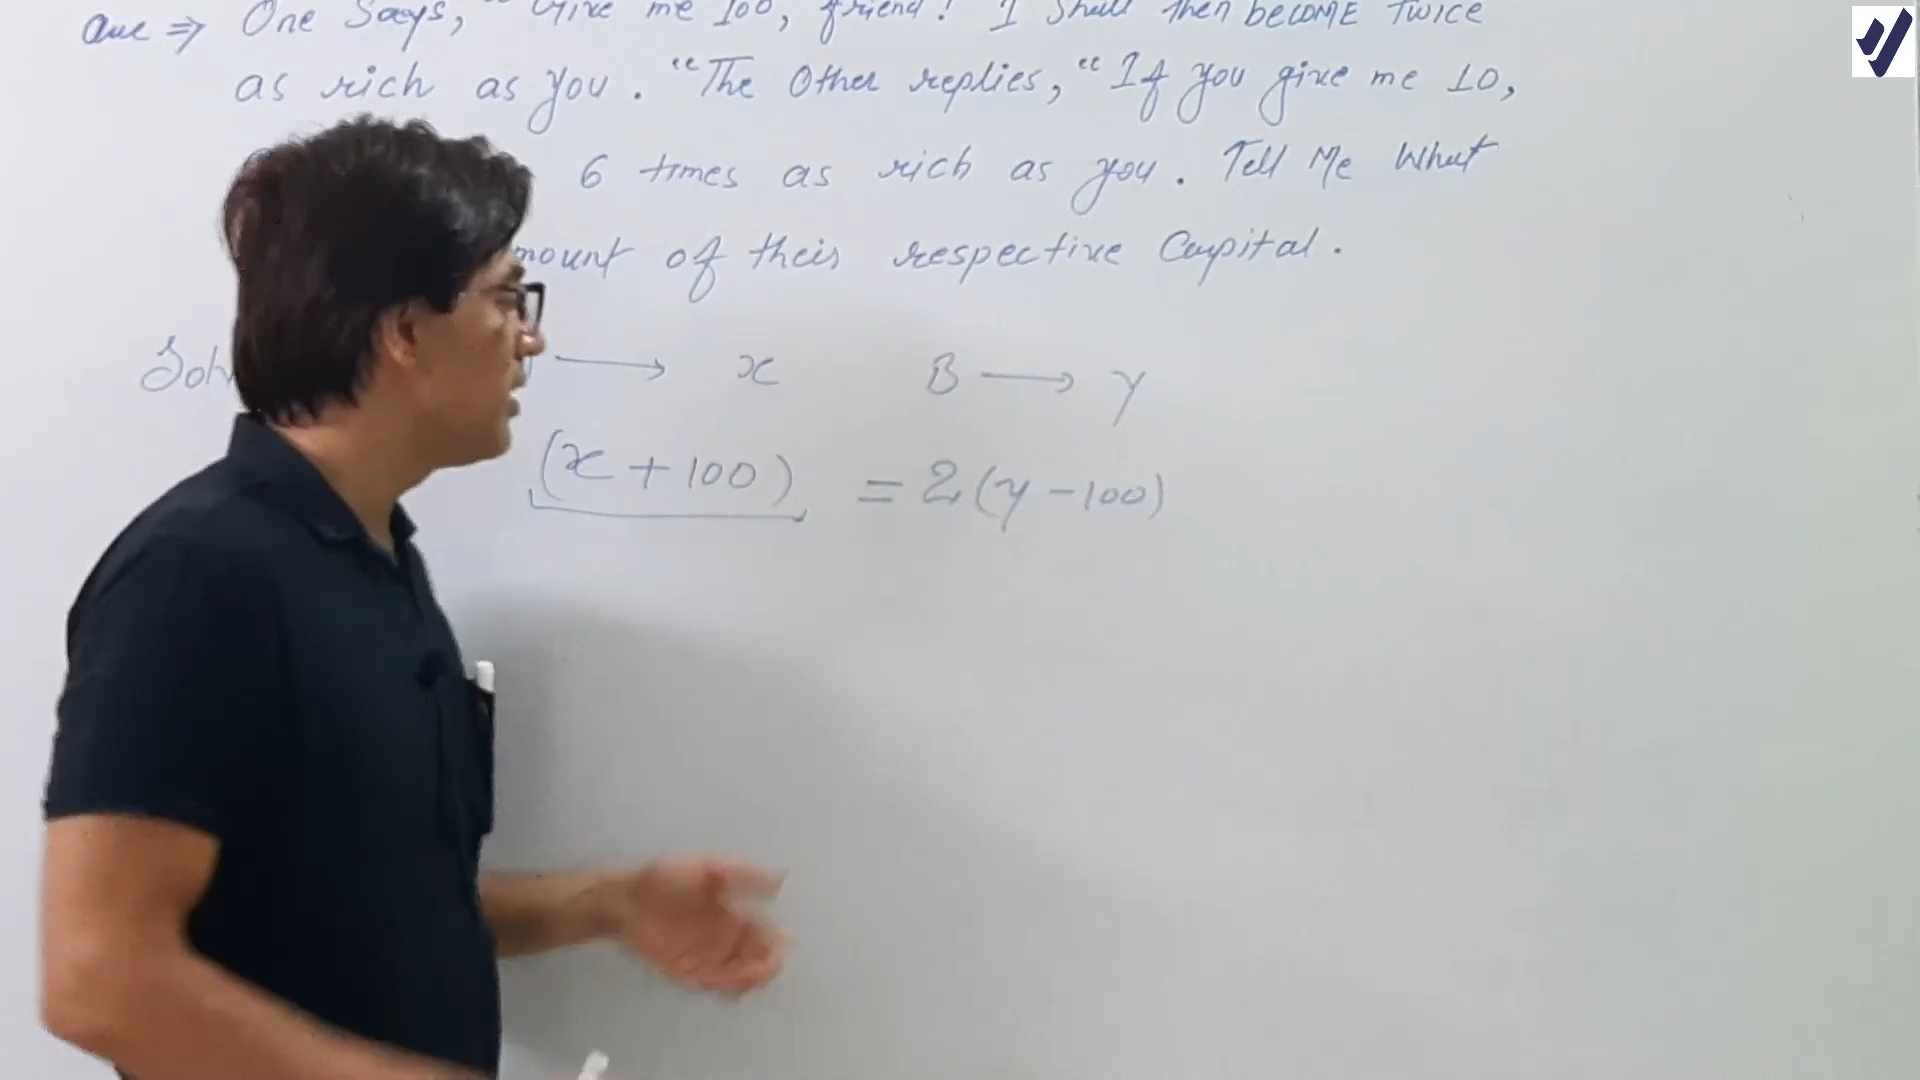 Que ⇒ One Says, " Give me 100, friend! I Shall then become twice
as rich as you. "The Other replies, "If you give me 10,
6 times as rich as you. Tell Me What
mount of their respective Capital.
Soln → x B → y
(x + 100) = 2(y - 100)